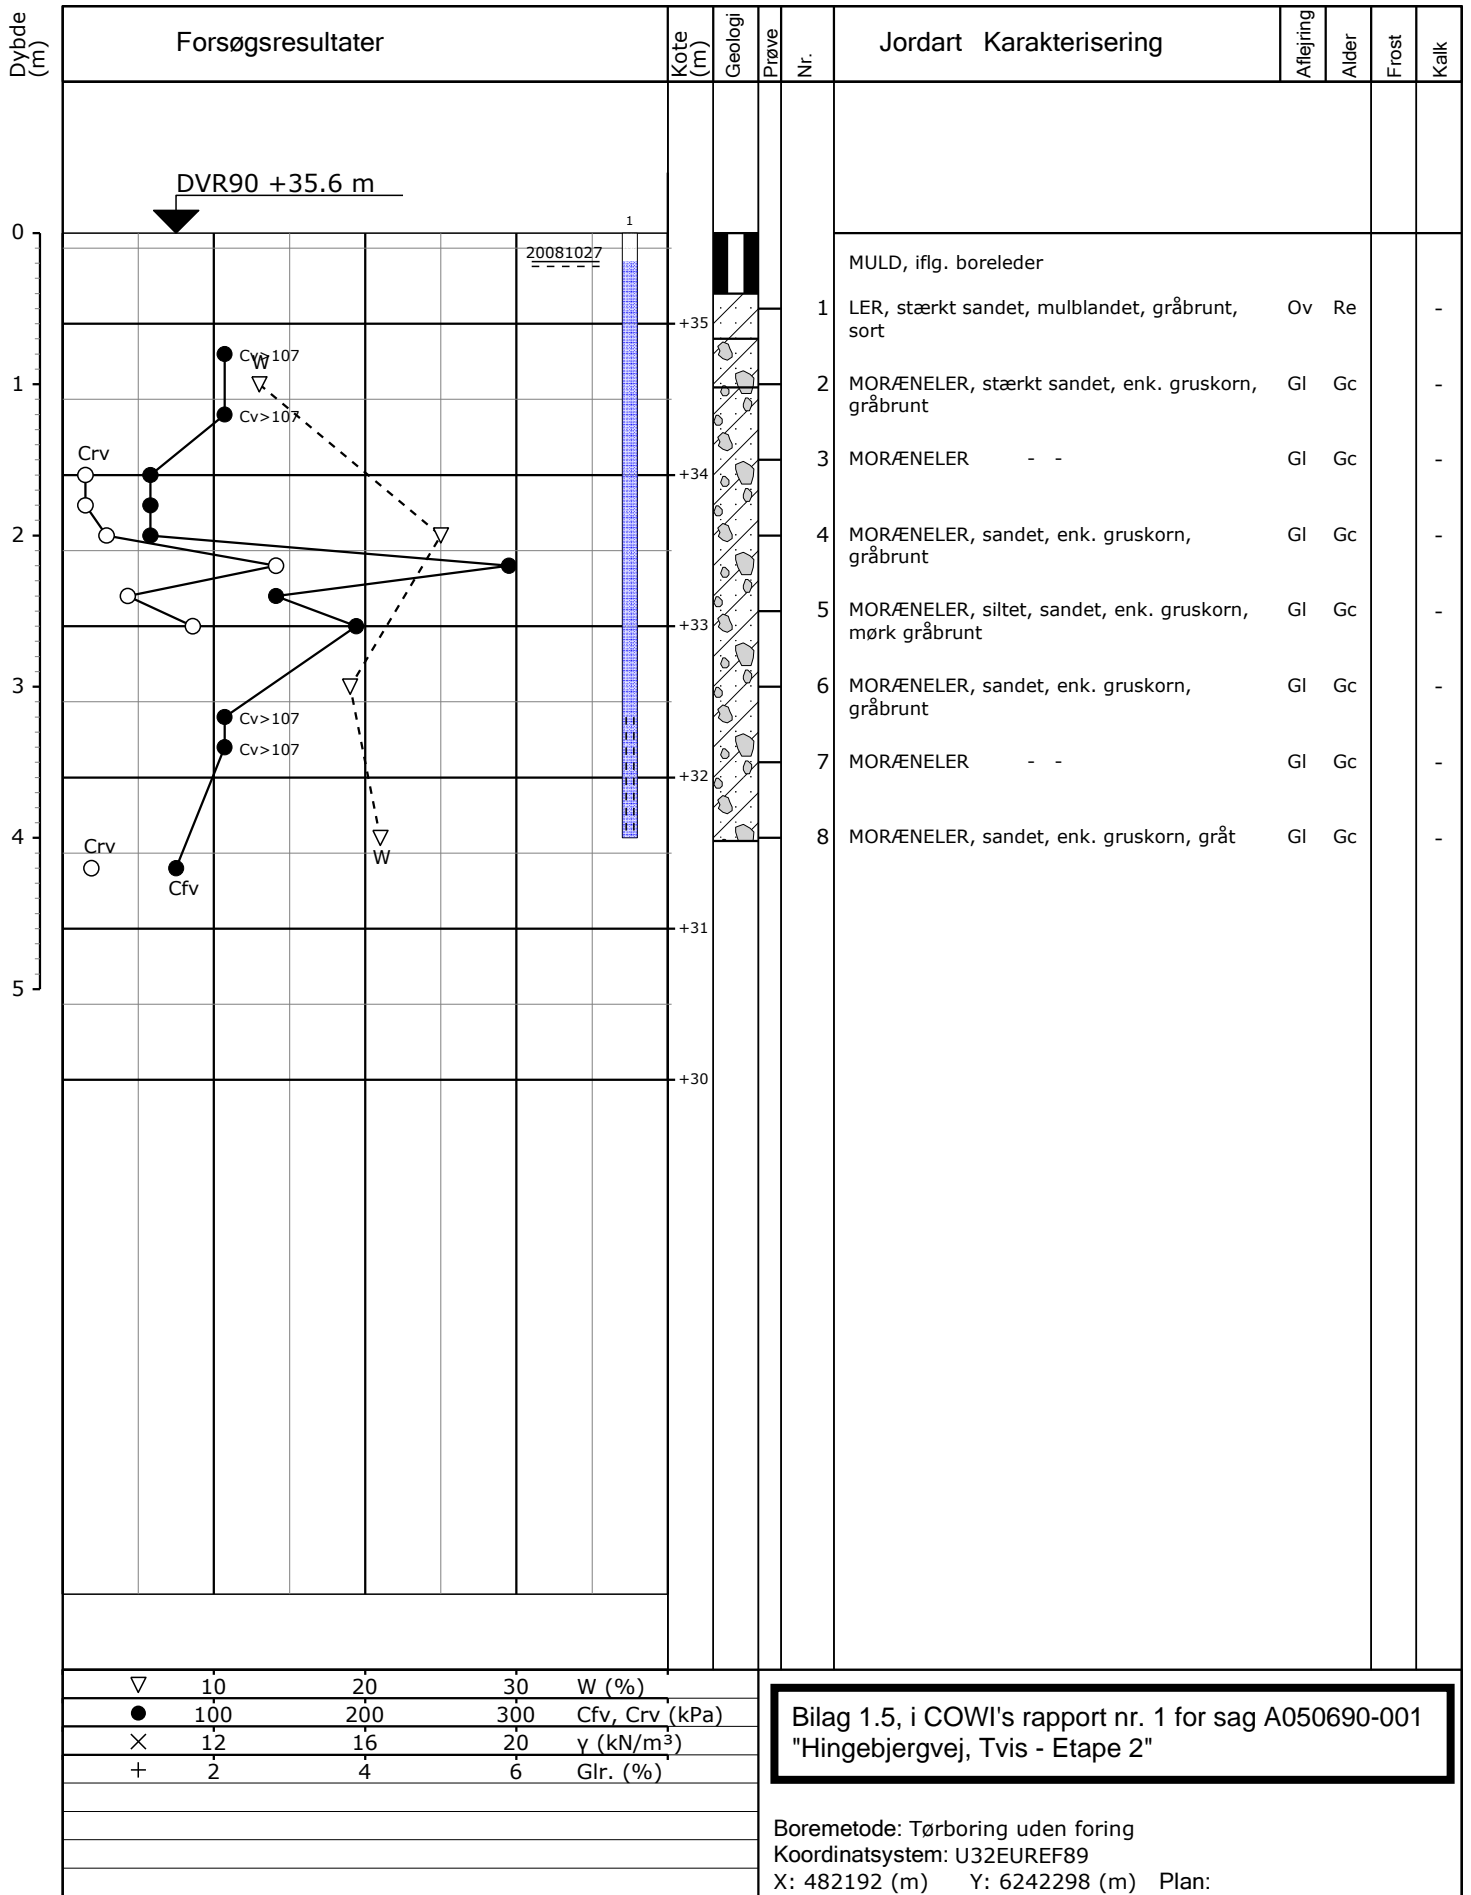 Dybde (m)
Forsøgsresultater
Kote (m)
Geologi
Prøve
Nr.
Jordart Karakterisering
Aflejring
Alder
Frost
Kalk
DVR90 +35.6 m
0
1
20081027
MULD, iflg. boreleder
1 LER, stærkt sandet, mulblandet, gråbrunt, Ov Re -
sort
+35
Cv>107
W
1
2 MORÆNELER, stærkt sandet, enk. gruskorn, Gl Gc -
gråbrunt
Cv>107
Crv
+34
3 MORÆNELER - - Gl Gc -
2
4 MORÆNELER, sandet, enk. gruskorn, Gl Gc -
gråbrunt
5 MORÆNELER, siltet, sandet, enk. gruskorn, Gl Gc -
mørk gråbrunt
+33
3
6 MORÆNELER, sandet, enk. gruskorn, Gl Gc -
gråbrunt
Cv>107
Cv>107
7 MORÆNELER - - Gl Gc -
+32
4
8 MORÆNELER, sandet, enk. gruskorn, gråt Gl Gc -
Crv
W
Cfv
+31
5
+30
10 20 30 W (%)
100 200 300 Cfv, Crv (kPa)
12 16 20 γ (kN/m³)
2 4 6 Glr. (%)
Bilag 1.5, i COWI's rapport nr. 1 for sag A050690-001
"Hingebjergvej, Tvis - Etape 2"
Boremetode: Tørboring uden foring
Koordinatsystem: U32EUREF89
X: 482192 (m) Y: 6242298 (m) Plan: